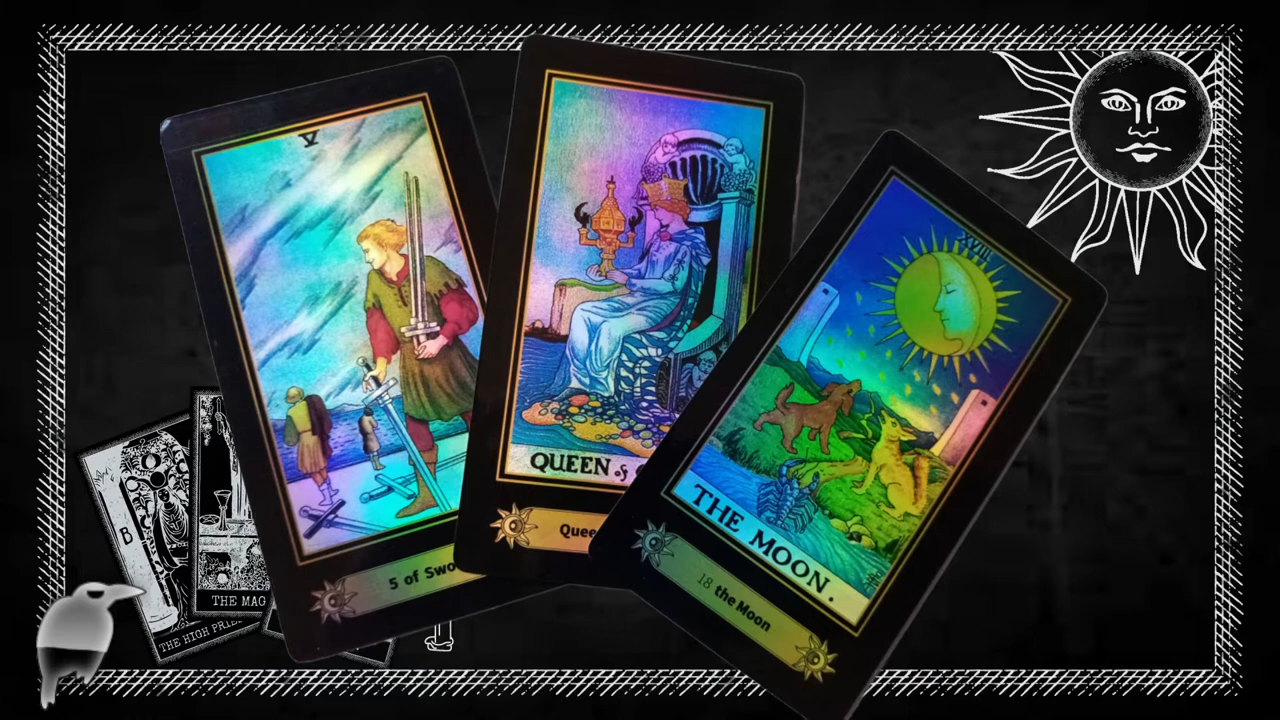 V
QUEEN of
Quee
5 of Swo
XVIII
THE MOON.
18 the Moon
B
THE MAG
THE HIGH PRIE